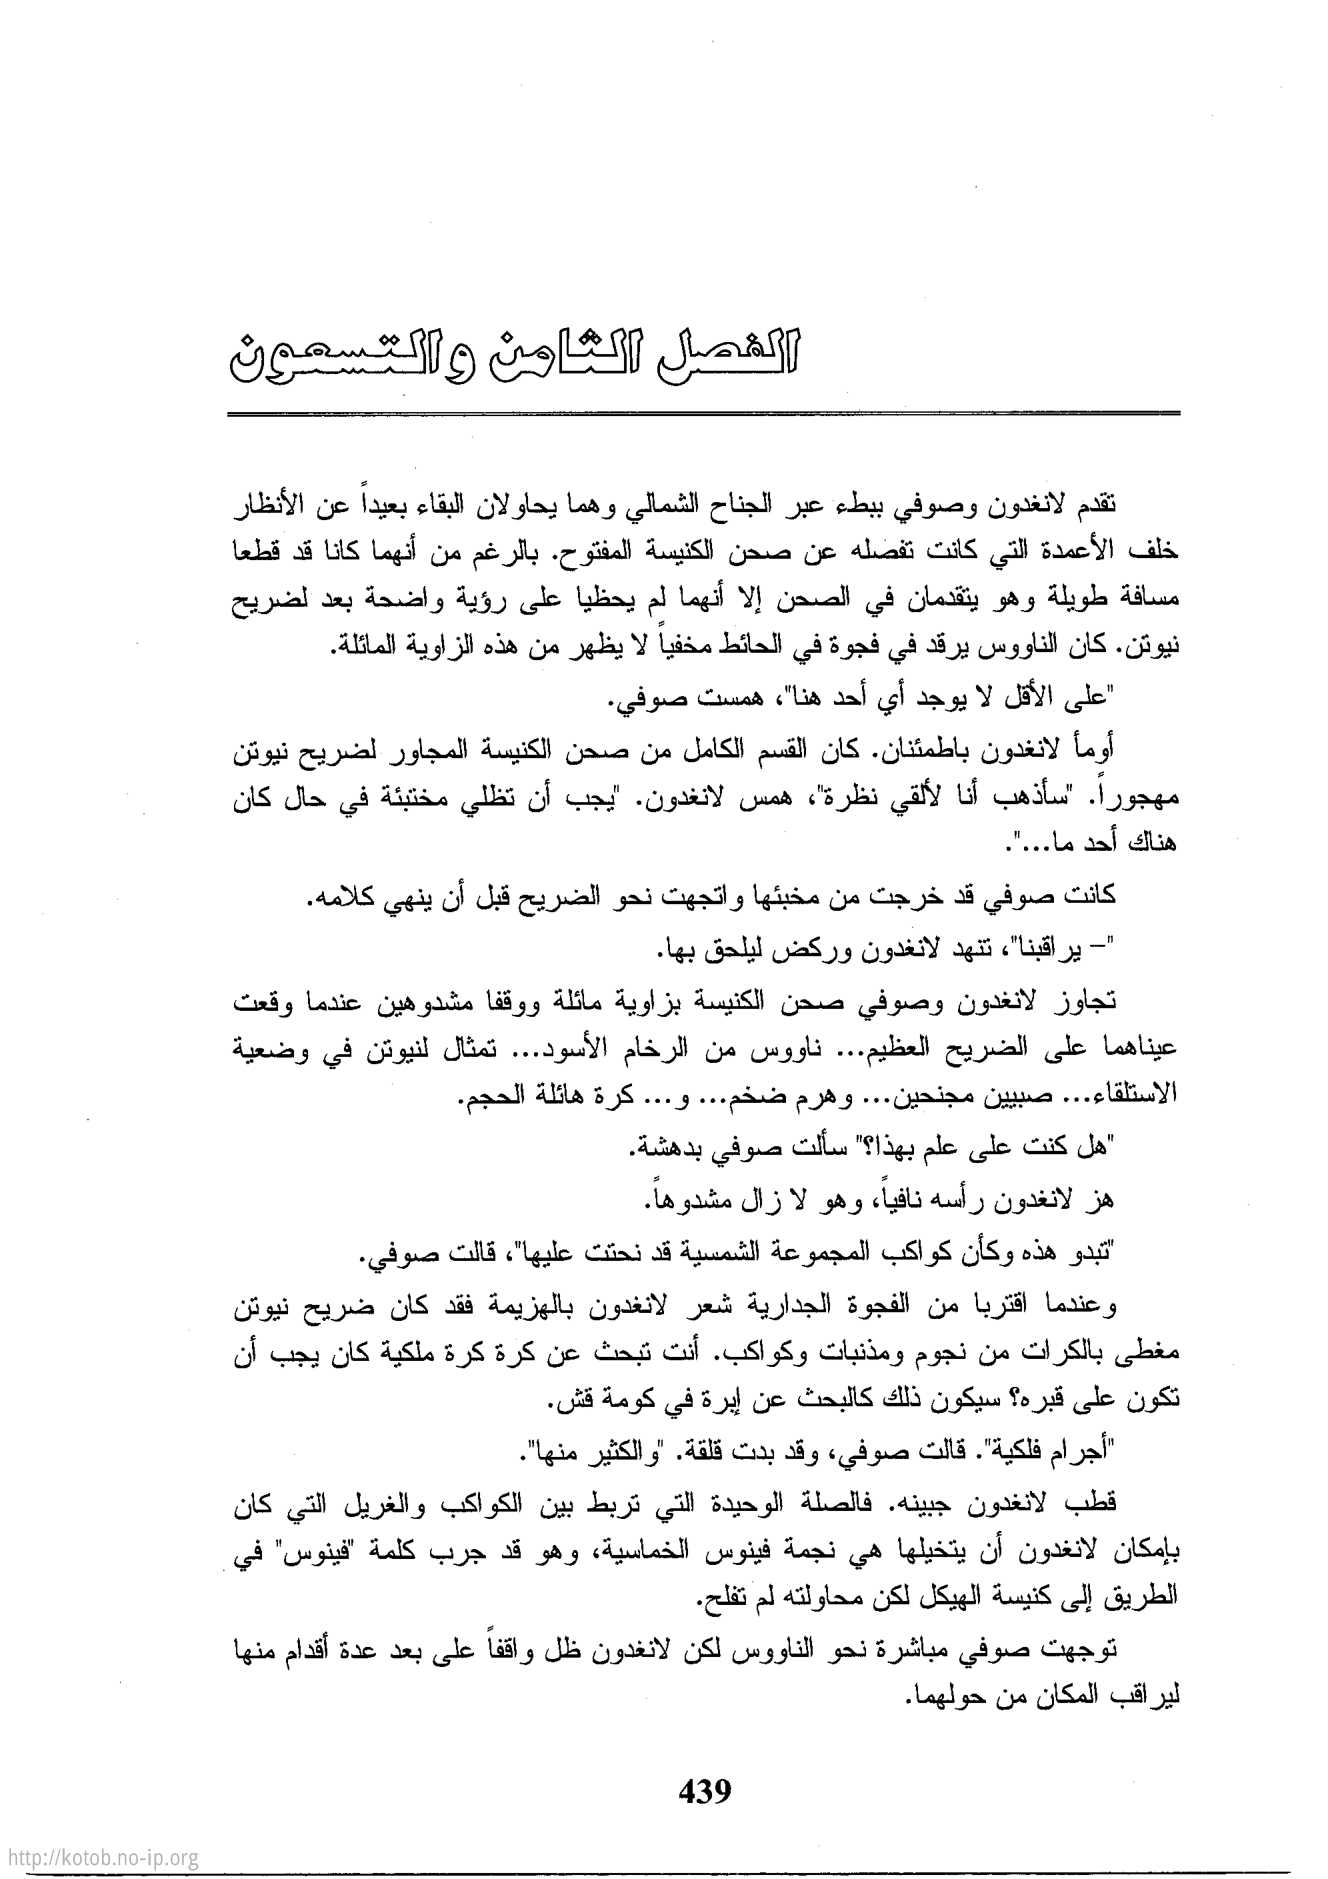 الفصل الثامن والتسعون
تقدم لانغدون وصوفي ببطء عبر الجناح الشمالي وهما يحاولان البقاء بعيداً عن الأنظار
خلف الأعمدة التي كانت تفصله عن صحن الكنيسة المفتوح. بالرغم من أنهما كانا قد قطعا
مسافة طويلة وهو يتقدمان في الصحن إلا أنهما لم يحظيا على رؤية واضحة بعد لضريح
نيوتن. كان الناووس يرقد في فجوة في الحائط مخفياً لا يظهر من هذه الزاوية المائلة.
"على الأقل لا يوجد أي أحد هنا"، همست صوفي.
أومأ لانغدون باطمئنان. كان القسم الكامل من صحن الكنيسة المجاور لضريح نيوتن
مهجوراً. "سأذهب أنا لألقي نظرة"، همس لانغدون. "يجب أن تظلي مختبئة في حال كان
هناك أحد ما...".
كانت صوفي قد خرجت من مخبئها واتجهت نحو الضريح قبل أن ينهي كلامه.
"– يراقبنا"، تنهد لانغدون وركض ليلحق بها.
تجاوز لانغدون وصوفي صحن الكنيسة بزاوية مائلة ووقفا مشدوهين عندما وقعت
عيناهما على الضريح العظيم... ناووس من الرخام الأسود... تمثال لنيوتن في وضعية
الاستلقاء... صبيين مجنحين... وهرم ضخم... و... كرة هائلة الحجم.
"هل كنت على علم بهذا؟" سألت صوفي بدهشة.
هز لانغدون رأسه نافياً، وهو لا زال مشدوهاً.
"تبدو هذه وكأن كواكب المجموعة الشمسية قد نحتت عليها"، قالت صوفي.
وعندما اقتربا من الفجوة الجدارية شعر لانغدون بالهزيمة فقد كان ضريح نيوتن
مغطى بالكرات من نجوم ومذنبات وكواكب. أنت تبحث عن كرة كرة ملكية كان يجب أن
تكون على قبره؟ سيكون ذلك كالبحث عن إبرة في كومة قش.
"أجرام فلكية". قالت صوفي، وقد بدت قلقة. "والكثير منها".
قطب لانغدون جبينه. فالصلة الوحيدة التي تربط بين الكواكب والغريل التي كان
بإمكان لانغدون أن يتخيلها هي نجمة فينوس الخماسية، وهو قد جرب كلمة "فينوس" في
الطريق إلى كنيسة الهيكل لكن محاولته لم تفلح.
توجهت صوفي مباشرة نحو الناووس لكن لانغدون ظل واقفاً على بعد عدة أقدام منها
ليراقب المكان من حولهما.
439
http://kotob.no-ip.org